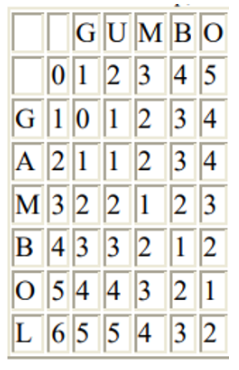 G U M B O
0 1 2 3 4 5
G 1 0 1 2 3 4
A 2 1 1 2 3 4
M 3 2 2 1 2 3
B 4 3 3 2 1 2
O 5 4 4 3 2 1
L 6 5 5 4 3 2